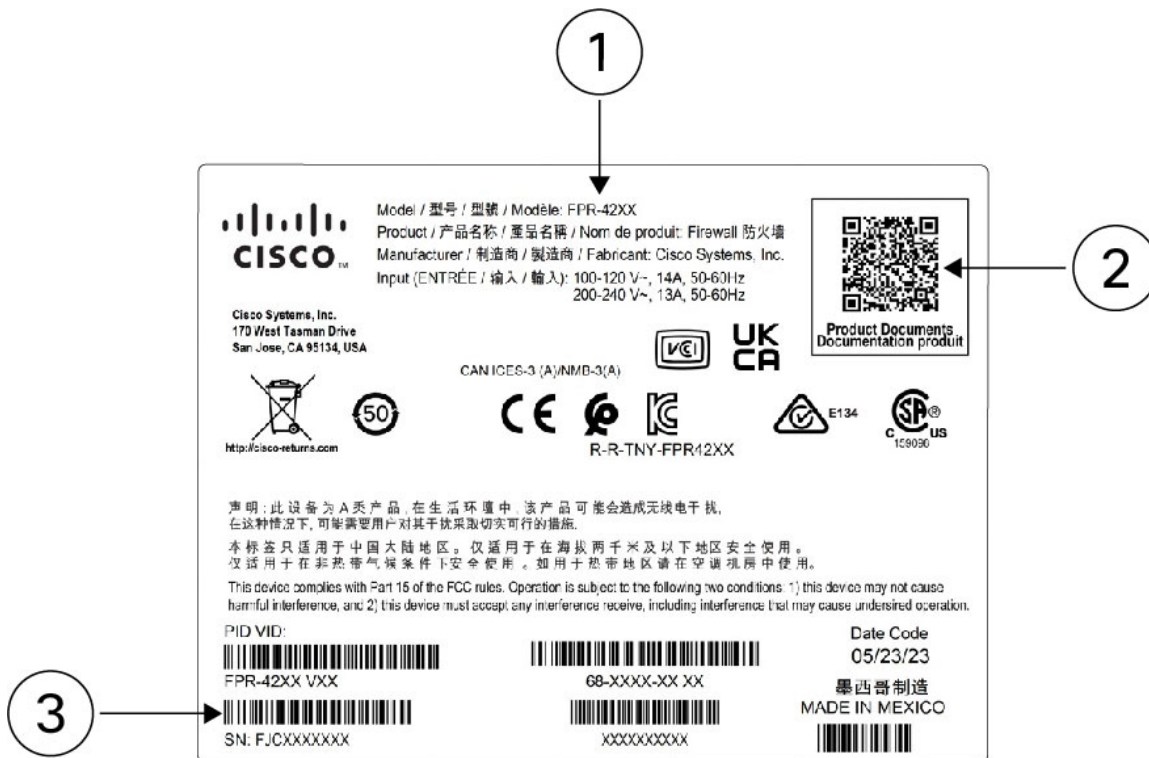 1
CISCO™
Model / 型号 / 型號 / Modèle: FPR-42XX
Product / 产品名称 / 產品名稱 / Nom de produit: Firewall 防火墙
Manufacturer / 制造商 / 製造商 / Fabricant: Cisco Systems, Inc.
Input (ENTRÉE / 输入 / 輸入): 100-120 V~, 14A, 50-60Hz
200-240 V~, 13A, 50-60Hz
Product Documents
Documentation produit
2
Cisco Systems, Inc.
170 West Tasman Drive
San Jose, CA 95134, USA
VCI
UK
CA
CAN ICES-3 (A)/NMB-3(A)
50
CE
R-R-TNY-FPR42XX
E134
C SA ® US
159096
http://cisco-returns.com
声明:此设备为A类产品,在生活环境中,该产品可能会造成无线电干扰,
在这种情况下,可能需要用户对其干扰采取切实可行的措施.
本标签只适用于中国大陆地区。仅适用于在海拔两千米及以下地区安全使用。
仅适用于在非热带气候条件下安全使用。如用于热带地区请在空调机房中使用。
This device complies with Part 15 of the FCC rules. Operation is subject to the following two conditions: 1) this device may not cause
harmful interference, and 2) this device must accept any interference receive, including interference that may cause undersired operation.
PID VID:
FPR-42XX VXX
68-XXXX-XX XX
Date Code
05/23/23
墨西哥制造
MADE IN MEXICO
3
SN: FJCXXXXXXX
XXXXXXXXXX